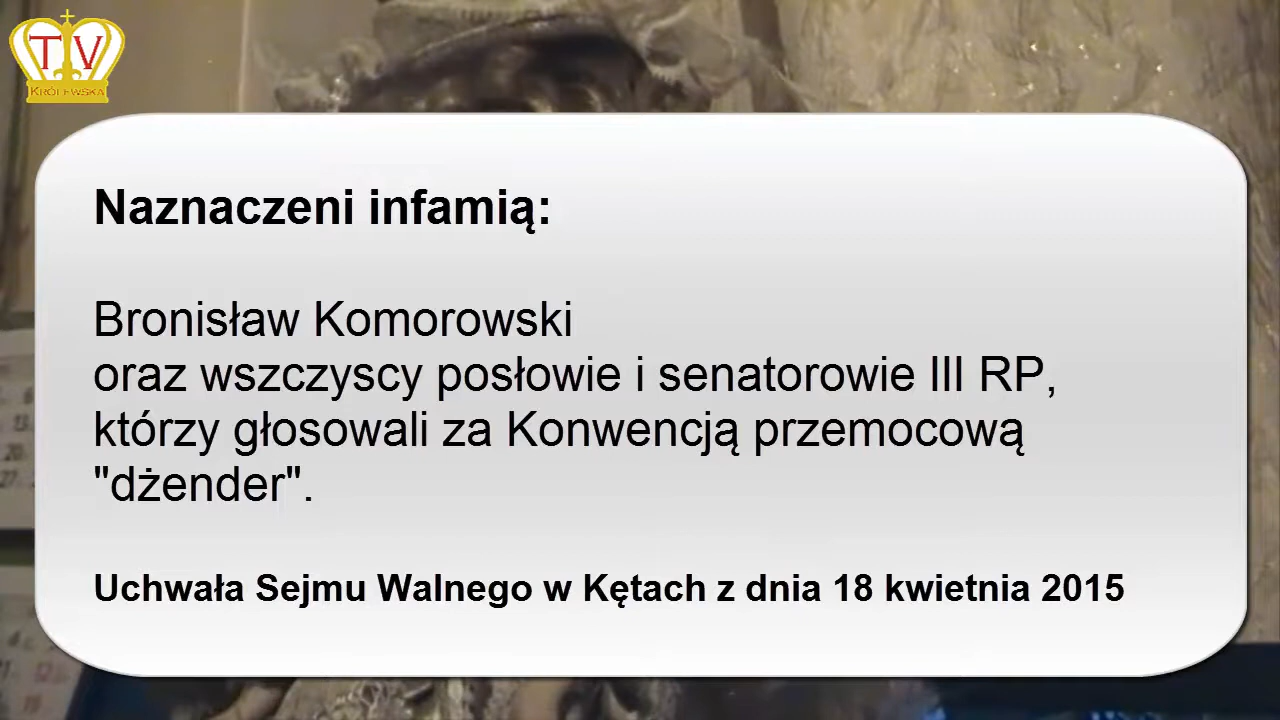 TV
KRÓLEWSKA
Naznaczeni infamią:
Bronisław Komorowski
oraz wszczyscy posłowie i senatorowie III RP,
którzy głosowali za Konwencją przemocową
"dżender".
Uchwała Sejmu Walnego w Kętach z dnia 18 kwietnia 2015